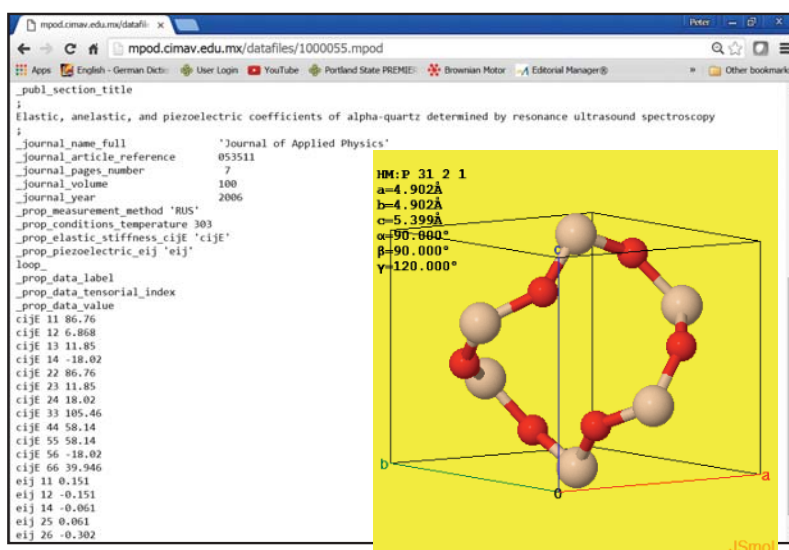 mpod.cimav.edu.mx/datafil
Peter
mpod.cimav.edu.mx/datafiles/1000055.mpod
Apps English - German Dictio User Login YouTube Portland State PREMIE Brownian Motor Editorial Manager® » Other bookmark
_publ_section_title
;
Elastic, anelastic, and piezoelectric coefficients of alpha-quartz determined by resonance ultrasound spectroscopy
;
_journal_name_full 'Journal of Applied Physics'
_journal_article_reference 053511
_journal_pages_number 7
_journal_volume 100
_journal_year 2006
_prop_measurement_method 'RUS'
_prop_conditions_temperature 303
_prop_elastic_stiffness_cijE 'cijE'
_prop_piezoelectric_eij 'eij'
loop_
_prop_data_label
_prop_data_tensorial_index
_prop_data_value
cijE 11 86.76
cijE 12 6.868
cijE 13 11.85
cijE 14 -18.02
cijE 22 86.76
cijE 23 11.85
cijE 24 18.02
cijE 33 105.46
cijE 44 58.14
cijE 55 58.14
cijE 56 -18.02
cijE 66 39.946
eij 11 0.151
eij 12 -0.151
eij 14 -0.061
eij 25 0.061
eij 26 -0.302
HM:P 31 2 1
a=4.902Å
b=4.902Å
c=5.399Å
α=90.000°
β=90.000°
γ=120.000°
c
b
a
0
JSmol